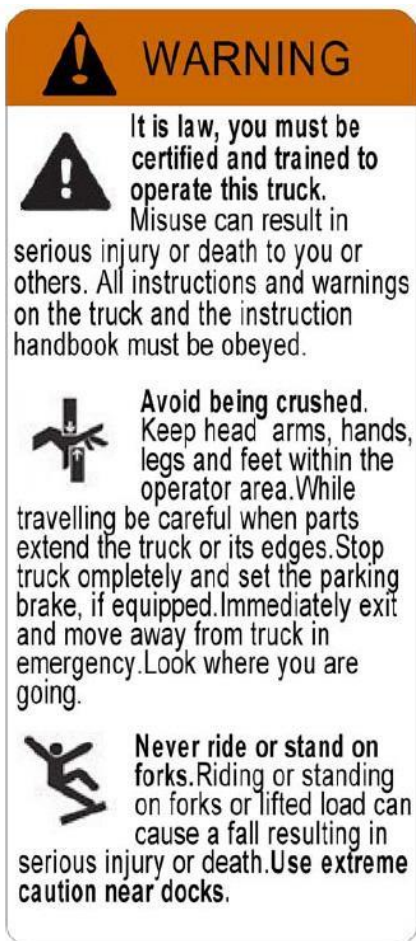 WARNING
It is law, you must be
certified and trained to
operate this truck.
Misuse can result in
serious injury or death to you or
others. All instructions and warnings
on the truck and the instruction
handbook must be obeyed.
Avoid being crushed.
Keep head arms, hands,
legs and feet within the
operator area.While
travelling be careful when parts
extend the truck or its edges.Stop
truck ompletely and set the parking
brake, if equipped.Immediately exit
and move away from truck in
emergency.Look where you are
going.
Never ride or stand on
forks.Riding or standing
on forks or lifted load can
cause a fall resulting in
serious injury or death.Use extreme
caution near docks.